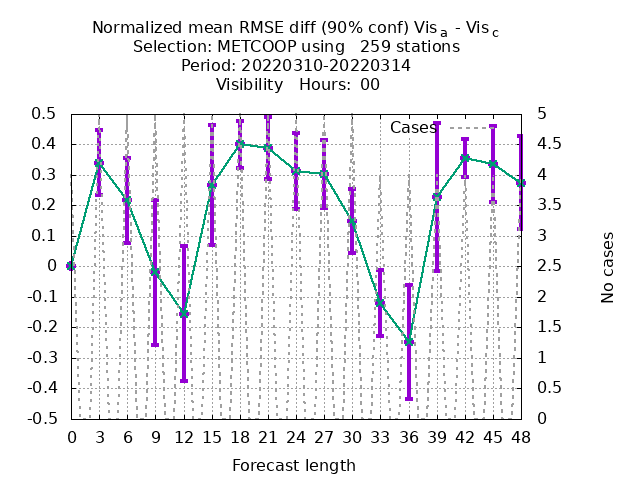 Normalized mean RMSE diff (90% conf) Vis a - Vis c
Selection: METCOOP using 259 stations
Period: 20220310-20220314
Visibility Hours: 00
Cases
0.5
0.4
0.3
0.2
0.1
0
-0.1
-0.2
-0.3
-0.4
-0.5
5
4.5
4
3.5
3
2.5
2
1.5
1
0.5
0
No cases
0 3 6 9 12 15 18 21 24 27 30 33 36 39 42 45 48
Forecast length